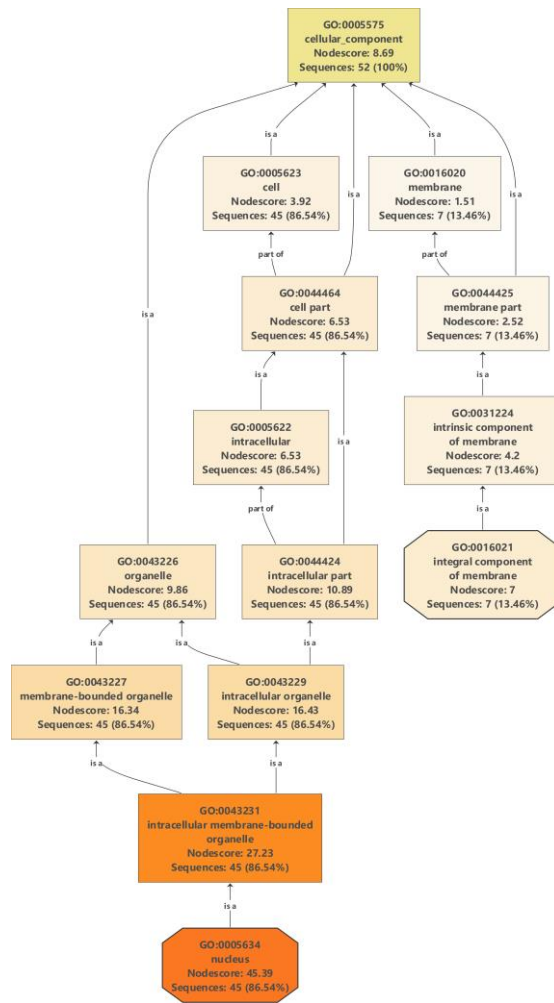 GO:0005575
cellular_component
Nodescore: 8.69
Sequences: 52 (100%)
is a
is a
GO:0005623
cell
Nodescore: 3.92
Sequences: 45 (86.54%)
GO:0016020
membrane
Nodescore: 1.51
Sequences: 7 (13.46%)
is a
is a
part of
part of
GO:0044464
cell part
Nodescore: 6.53
Sequences: 45 (86.54%)
GO:0044425
membrane part
Nodescore: 2.52
Sequences: 7 (13.46%)
is a
is a
is a
GO:0005622
intracellular
Nodescore: 6.53
Sequences: 45 (86.54%)
is a
GO:0031224
intrinsic component
of membrane
Nodescore: 4.2
Sequences: 7 (13.46%)
part of
is a
GO:0043226
organelle
Nodescore: 9.86
Sequences: 45 (86.54%)
GO:0044424
intracellular part
Nodescore: 10.89
Sequences: 45 (86.54%)
GO:0016021
integral component
of membrane
Nodescore: 7
Sequences: 7 (13.46%)
is a
is a
is a
GO:0043227
membrane-bounded organelle
Nodescore: 16.34
Sequences: 45 (86.54%)
GO:0043229
intracellular organelle
Nodescore: 16.43
Sequences: 45 (86.54%)
is a
is a
GO:0043231
intracellular membrane-bounded
organelle
Nodescore: 27.23
Sequences: 45 (86.54%)
is a
GO:0005634
nucleus
Nodescore: 45.39
Sequences: 45 (86.54%)